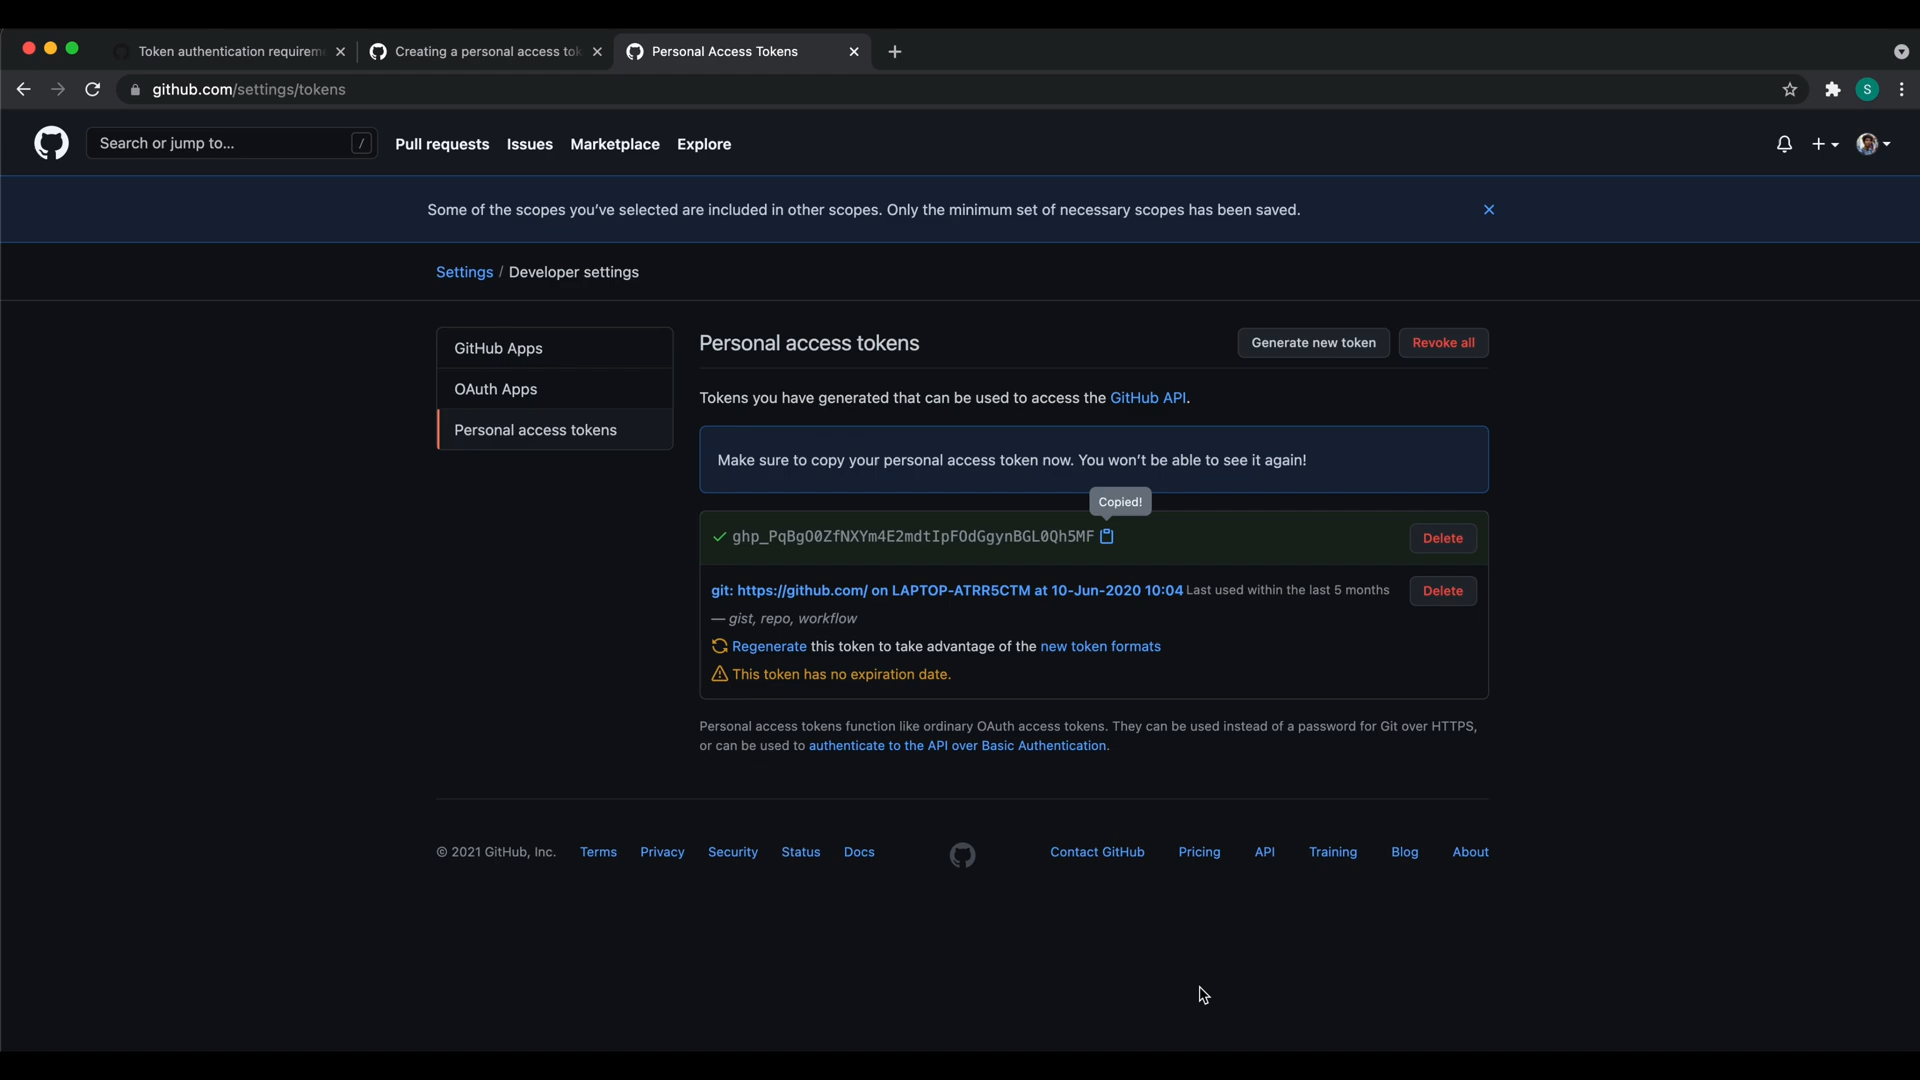 Token authentication requirem
Creating a personal access tok
Personal Access Tokens
github.com/settings/tokens
S
Search or jump to...
/
Pull requests
Issues
Marketplace
Explore
Some of the scopes you’ve selected are included in other scopes. Only the minimum set of necessary scopes has been saved.
Settings / Developer settings
GitHub Apps
OAuth Apps
Personal access tokens
Personal access tokens
Generate new token
Revoke all
Tokens you have generated that can be used to access the GitHub API.
Make sure to copy your personal access token now. You won’t be able to see it again!
Copied!
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
Delete
git: https://github.com/ on LAPTOP-ATRR5CTM at 10-Jun-2020 10:04 Last used within the last 5 months
Delete
— gist, repo, workflow
Regenerate this token to take advantage of the new token formats
This token has no expiration date.
Personal access tokens function like ordinary OAuth access tokens. They can be used instead of a password for Git over HTTPS,
or can be used to authenticate to the API over Basic Authentication.
© 2021 GitHub, Inc.
Terms
Privacy
Security
Status
Docs
Contact GitHub
Pricing
API
Training
Blog
About